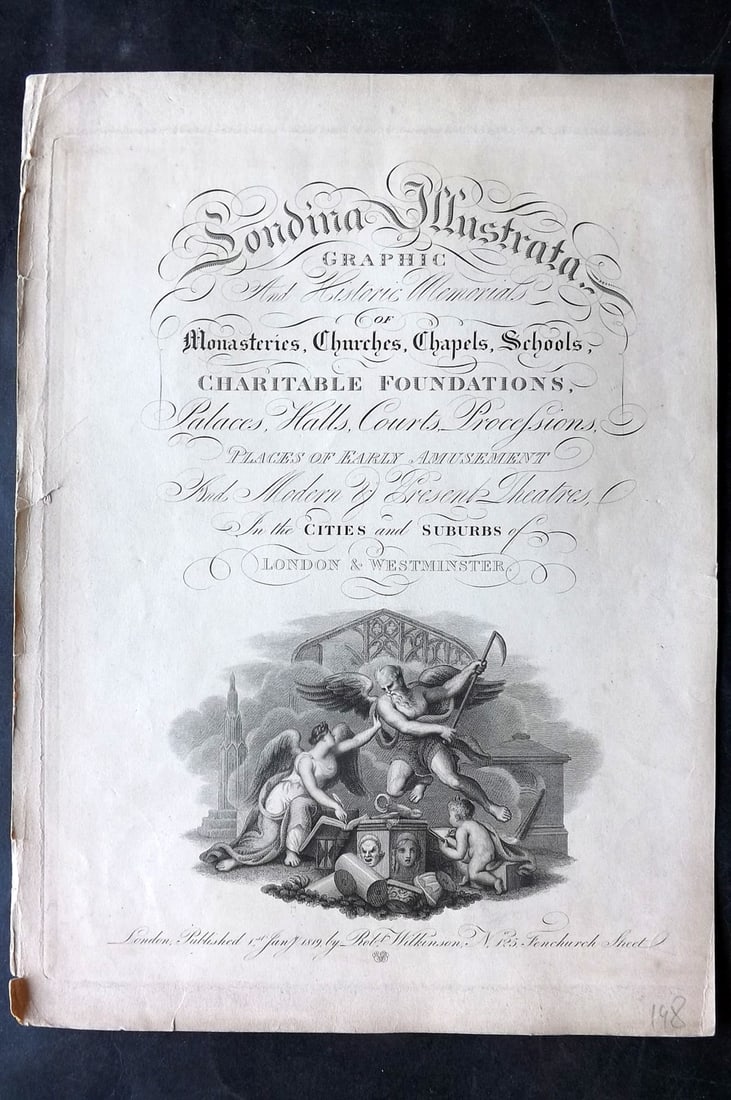 Londina Illustrata.
GRAPHIC
And Historic Memorials
OF
Monasteries, Churches, Chapels, Schools,
CHARITABLE FOUNDATIONS,
Palaces, Halls, Courts, Processions,
PLACES OF EARLY AMUSEMENT
And Modern & Present Theatres,
In the CITIES and SUBURBS of
LONDON & WESTMINSTER.
London, Published 1st Jany 1819, by Robt Wilkinson, No 125 Fenchurch Street
148